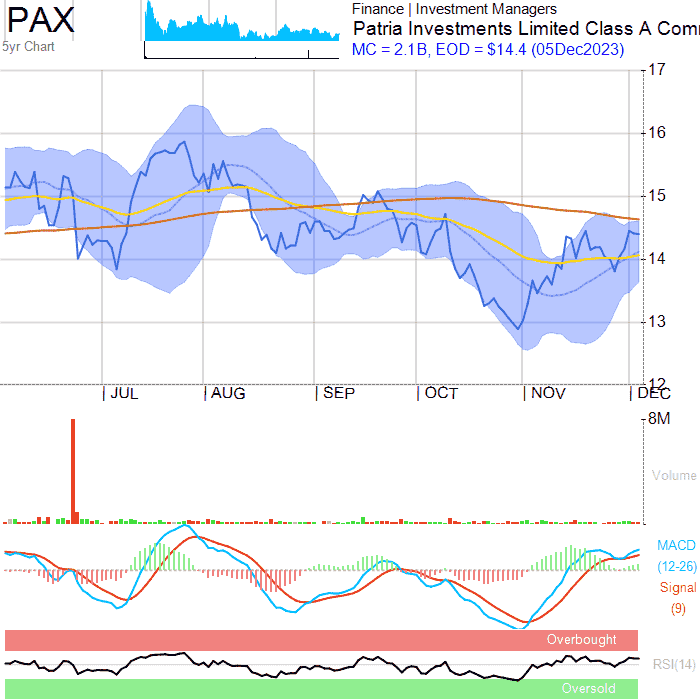 PAX
5yr Chart
Finance | Investment Managers
Patria Investments Limited Class A Com
MC = 2.1B, EOD = $14.4 (05Dec2023)
17
16
15
14
13
12
JUL AUG SEP OCT NOV DEC
8M
Volume
MACD
(12-26)
Signal
(9)
Overbought
RSI(14)
Oversold